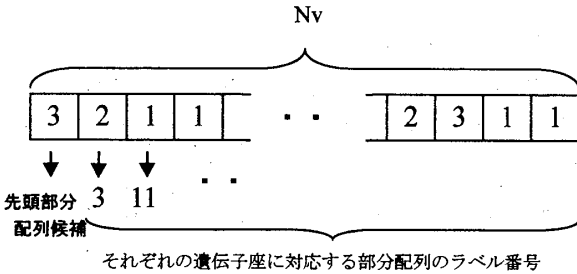 Nv
3 2 1 1 ・・ 2 3 1 1
先頭部分 3 11 ・・
配列候補
それぞれの遺伝子座に対応する部分配列のラベル番号